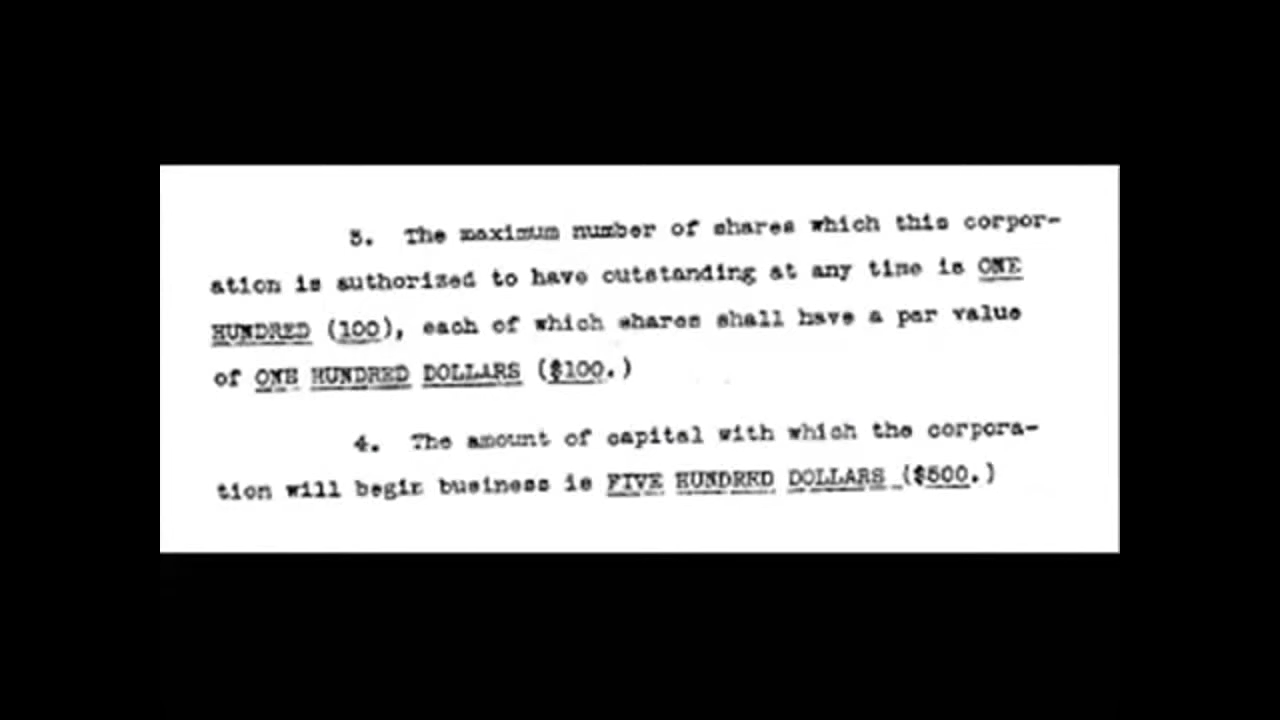 3. The maximum number of shares which this corpor-
ation is authorized to have outstanding at any time is ONE
HUNDRED (100), each of which shares shall have a par value
of ONE HUNDRED DOLLARS ($100.)
4. The amount of capital with which the corpora-
tion will begin business is FIVE HUNDRED DOLLARS ($500.)